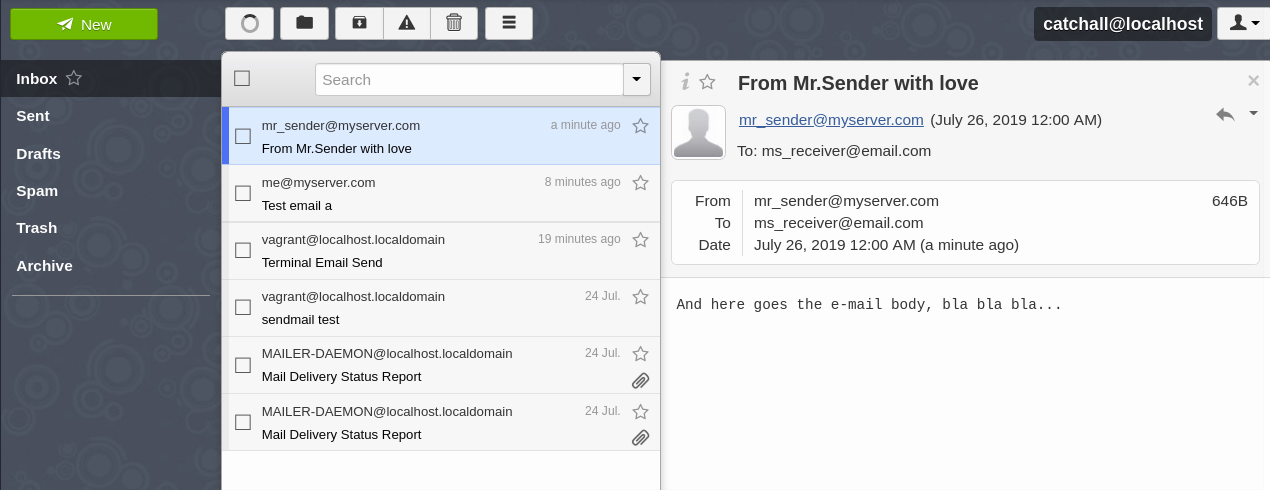 New
catchall@localhost
Inbox
Sent
Drafts
Spam
Trash
Archive
Search
mr_sender@myserver.com a minute ago
From Mr.Sender with love
me@myserver.com 8 minutes ago
Test email a
vagrant@localhost.localdomain 19 minutes ago
Terminal Email Send
vagrant@localhost.localdomain 24 Jul.
sendmail test
MAILER-DAEMON@localhost.localdomain 24 Jul.
Mail Delivery Status Report
MAILER-DAEMON@localhost.localdomain 24 Jul.
Mail Delivery Status Report
From Mr.Sender with love
mr_sender@myserver.com (July 26, 2019 12:00 AM)
To: ms_receiver@email.com
From mr_sender@myserver.com 646B
To ms_receiver@email.com
Date July 26, 2019 12:00 AM (a minute ago)
And here goes the e-mail body, bla bla bla...